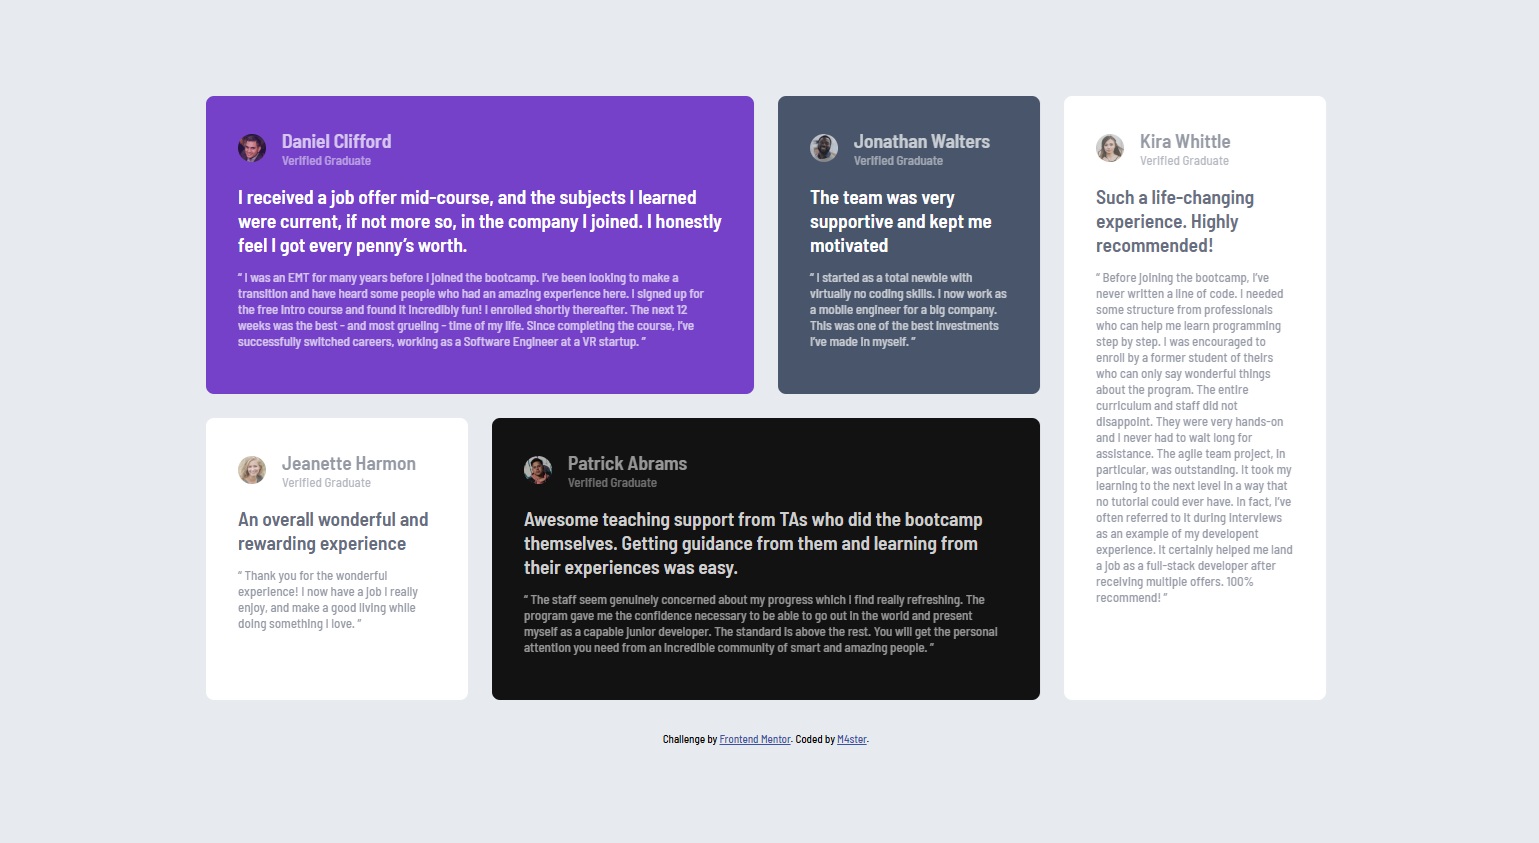 Daniel Clifford
Verified Graduate
I received a job offer mid-course, and the subjects I learned
were current, if not more so, in the company I joined. I honestly
feel I got every penny’s worth.
“ I was an EMT for many years before I joined the bootcamp. I’ve been looking to make a
transition and have heard some people who had an amazing experience here. I signed up for
the free intro course and found it incredibly fun! I enrolled shortly thereafter. The next 12
weeks was the best - and most grueling - time of my life. Since completing the course, I’ve
successfully switched careers, working as a Software Engineer at a VR startup. ”
Jonathan Walters
Verified Graduate
The team was very
supportive and kept me
motivated
“ I started as a total newbie with
virtually no coding skills. I now work as
a mobile engineer for a big company.
This was one of the best investments
I’ve made in myself. ”
Kira Whittle
Verified Graduate
Such a life-changing
experience. Highly
recommended!
“ Before joining the bootcamp, I’ve
never written a line of code. I needed
some structure from professionals
who can help me learn programming
step by step. I was encouraged to
enroll by a former student of theirs
who can only say wonderful things
about the program. The entire
curriculum and staff did not
disappoint. They were very hands-on
and I never had to wait long for
assistance. The agile team project, in
particular, was outstanding. It took my
learning to the next level in a way that
no tutorial could ever have. In fact, I’ve
often referred to it during interviews
as an example of my developent
experience. It certainly helped me land
a job as a full-stack developer after
receiving multiple offers. 100%
recommend! ”
Jeanette Harmon
Verified Graduate
An overall wonderful and
rewarding experience
“ Thank you for the wonderful
experience! I now have a job I really
enjoy, and make a good living while
doing something I love. ”
Patrick Abrams
Verified Graduate
Awesome teaching support from TAs who did the bootcamp
themselves. Getting guidance from them and learning from
their experiences was easy.
“ The staff seem genuinely concerned about my progress which I find really refreshing. The
program gave me the confidence necessary to be able to go out in the world and present
myself as a capable junior developer. The standard is above the rest. You will get the personal
attention you need from an incredible community of smart and amazing people. ”
Challenge by Frontend Mentor. Coded by M4ster.